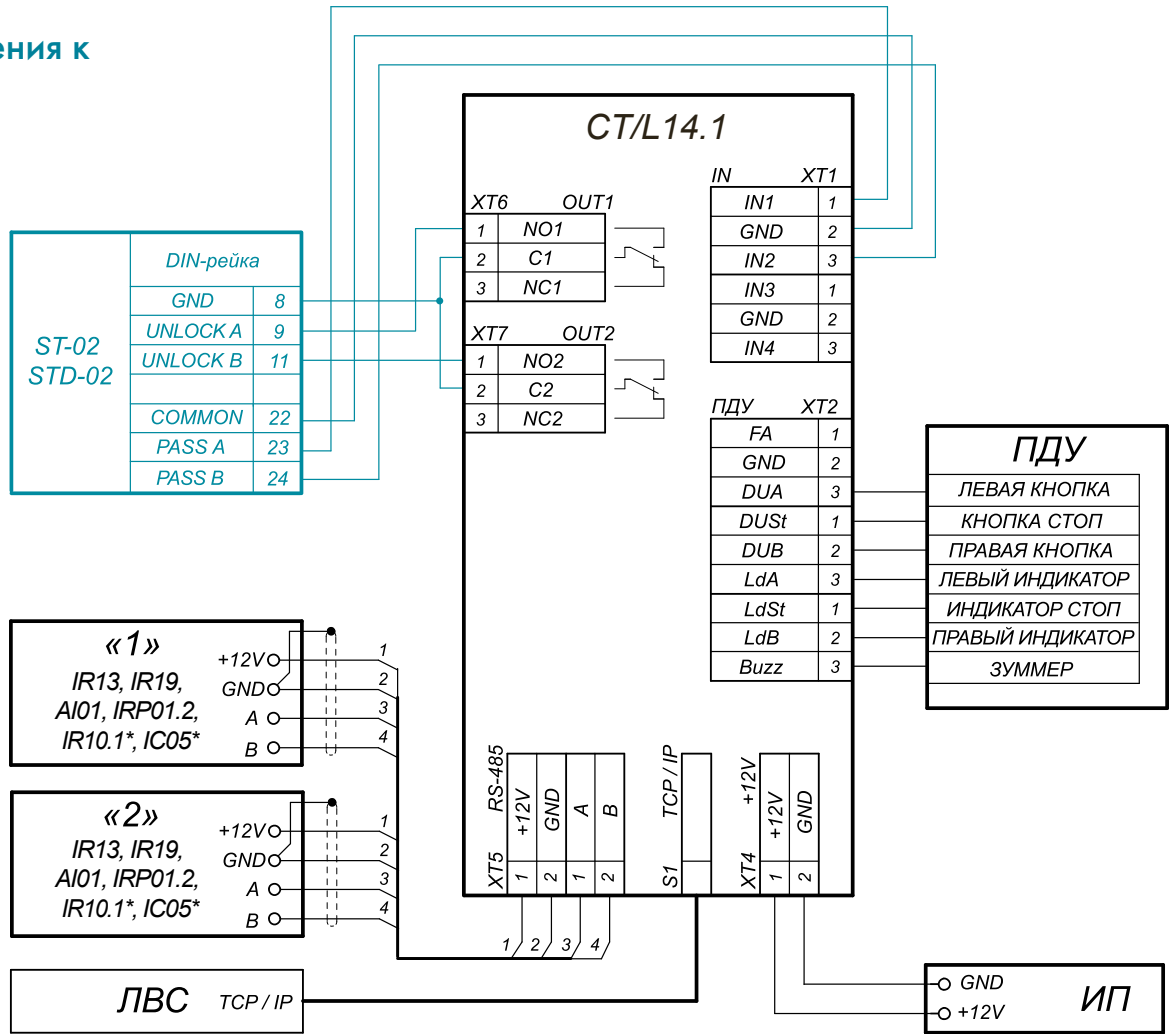 ения к
CT/L14.1
IN XT1
IN1 1
GND 2
IN2 3
IN3 1
GND 2
IN4 3
XT6 OUT1
1 NO1
2 C1
3 NC1
XT7 OUT2
1 NO2
2 C2
3 NC2
ST-02
STD-02
DIN-рейка
GND 8
UNLOCK A 9
UNLOCK B 11
COMMON 22
PASS A 23
PASS B 24
ПДУ XT2
FA 1
GND 2
DUA 3
DUSt 1
DUB 2
LdA 3
LdSt 1
LdB 2
Buzz 3
ПДУ
ЛЕВАЯ КНОПКА
КНОПКА СТОП
ПРАВАЯ КНОПКА
ЛЕВЫЙ ИНДИКАТОР
ИНДИКАТОР СТОП
ПРАВЫЙ ИНДИКАТОР
ЗУММЕР
«1»
IR13, IR19,
AI01, IRP01.2,
IR10.1*, IC05*
+12V 1
GND 2
A 3
B 4
«2»
IR13, IR19,
AI01, IRP01.2,
IR10.1*, IC05*
+12V 1
GND 2
A 3
B 4
XT5 RS-485
1 +12V
2 GND
1 A
2 B
S1 TCP / IP
XT4 +12V
1 +12V
2 GND
1 2 3 4
ЛВС TCP / IP
GND
+12V
ИП